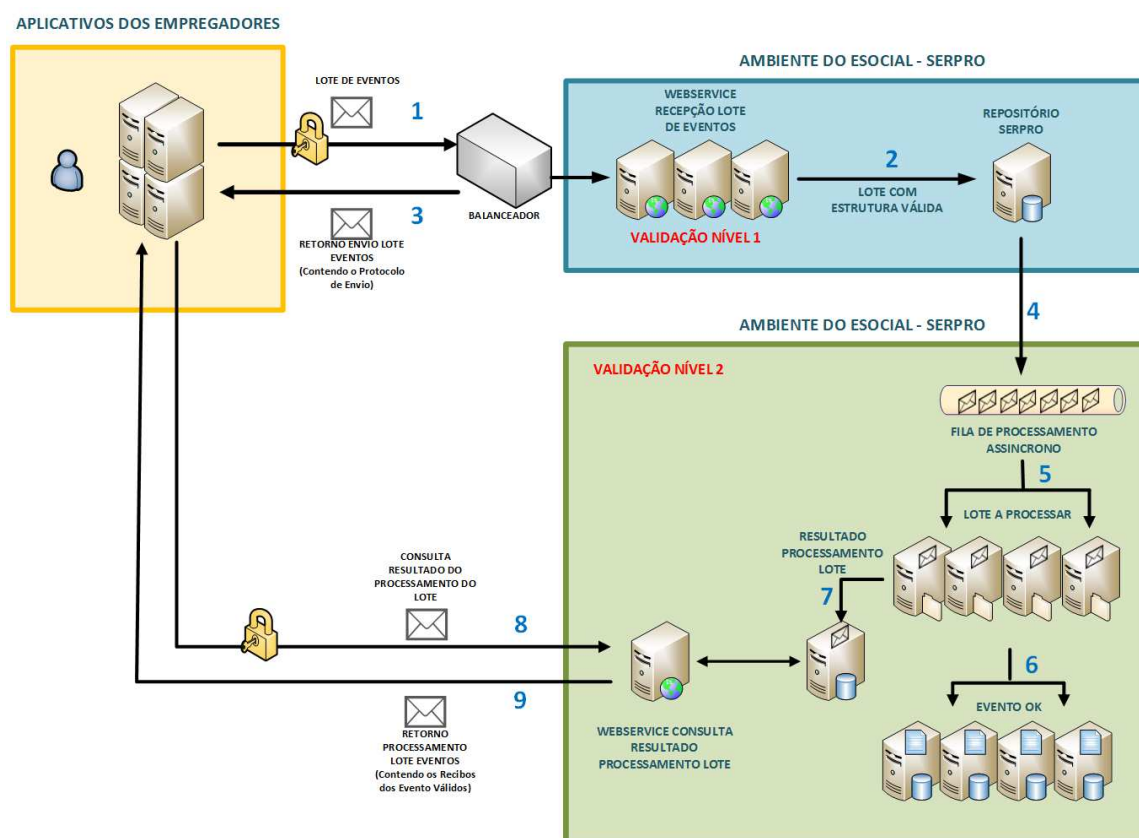 APLICATIVOS DOS EMPREGADORES
LOTE DE EVENTOS
1
3
RETORNO ENVIO LOTE
EVENTOS
(Contendo o Protocolo
de Envio)
BALANCEADOR
AMBIENTE DO ESOCIAL - SERPRO
WEBSERVICE
RECEPÇÃO LOTE
DE EVENTOS
VALIDAÇÃO NÍVEL 1
2
LOTE COM
ESTRUTURA VÁLIDA
REPOSITÓRIO
SERPRO
4
AMBIENTE DO ESOCIAL - SERPRO
VALIDAÇÃO NÍVEL 2
FILA DE PROCESSAMENTO
ASSINCRONO
5
LOTE A PROCESSAR
RESULTADO
PROCESSAMENTO
LOTE
7
6
EVENTO OK
CONSULTA
RESULTADO DO
PROCESSAMENTO DO
LOTE
8
9
RETORNO
PROCESSAMENTO
LOTE EVENTOS
(Contendo os Recibos
dos Evento Válidos)
WEBSERVICE CONSULTA
RESULTADO
PROCESSAMENTO LOTE